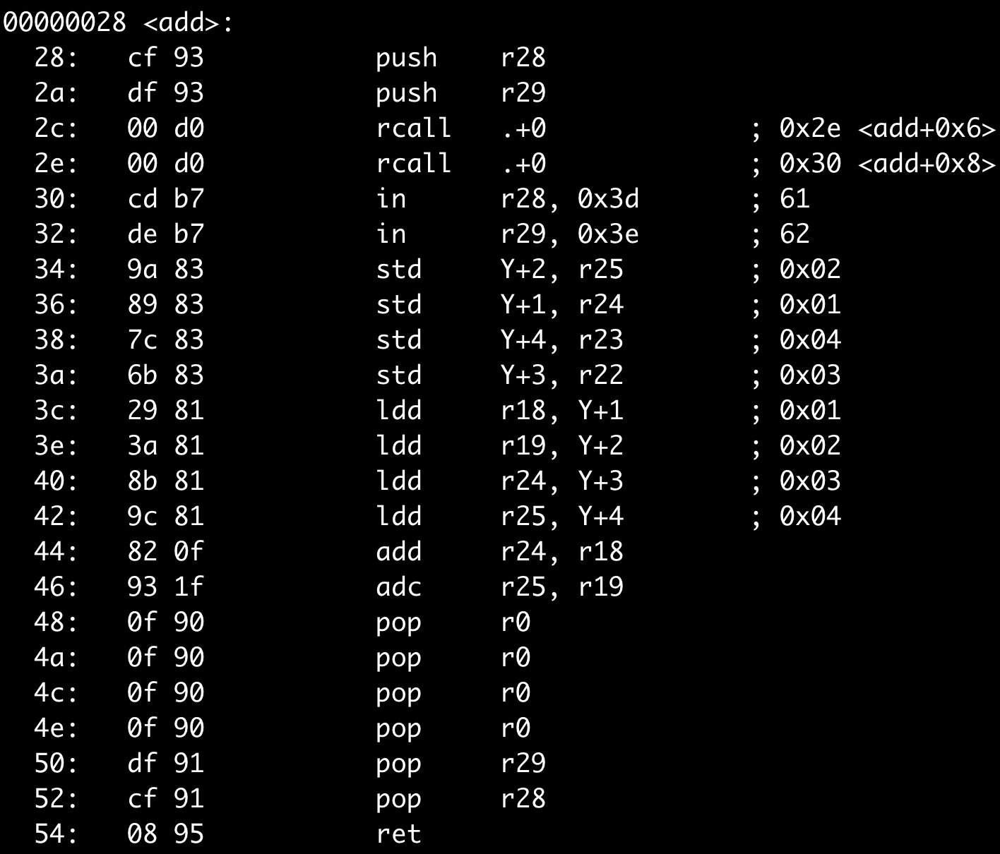 00000028 <add>:
  28:   cf 93           push    r28
  2a:   df 93           push    r29
  2c:   00 d0           rcall   .+0             ; 0x2e <add+0x6>
  2e:   00 d0           rcall   .+0             ; 0x30 <add+0x8>
  30:   cd b7           in      r28, 0x3d       ; 61
  32:   de b7           in      r29, 0x3e       ; 62
  34:   9a 83           std     Y+2, r25        ; 0x02
  36:   89 83           std     Y+1, r24        ; 0x01
  38:   7c 83           std     Y+4, r23        ; 0x04
  3a:   6b 83           std     Y+3, r22        ; 0x03
  3c:   29 81           ldd     r18, Y+1        ; 0x01
  3e:   3a 81           ldd     r19, Y+2        ; 0x02
  40:   8b 81           ldd     r24, Y+3        ; 0x03
  42:   9c 81           ldd     r25, Y+4        ; 0x04
  44:   82 0f           add     r24, r18
  46:   93 1f           adc     r25, r19
  48:   0f 90           pop     r0
  4a:   0f 90           pop     r0
  4c:   0f 90           pop     r0
  4e:   0f 90           pop     r0
  50:   df 91           pop     r29
  52:   cf 91           pop     r28
  54:   08 95           ret